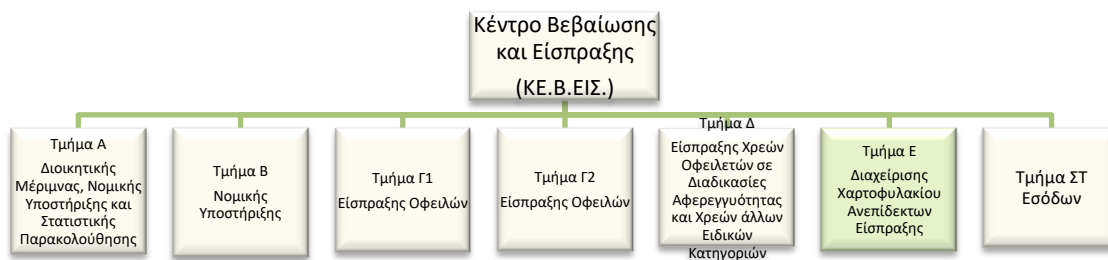 Κέντρο Βεβαίωσης
και Είσπραξης
(ΚΕ.Β.ΕΙΣ.)
Τμήμα Α
Διοικητικής
Μέριμνας, Νομικής
Υποστήριξης και
Στατιστικής
Παρακολούθησης
Τμήμα Β
Νομικής
Υποστήριξης
Τμήμα Γ1
Είσπραξης Οφειλών
Τμήμα Γ2
Είσπραξης Οφειλών
Τμήμα Δ
Είσπραξης Χρεών
Οφειλετών σε
Διαδικασίες
Αφερεγγυότητας
και Χρεών άλλων
Ειδικών
Κατηγοριών
Τμήμα Ε
Διαχείρισης
Χαρτοφυλακίου
Ανεπίδεκτων
Είσπραξης
Τμήμα ΣΤ
Εσόδων